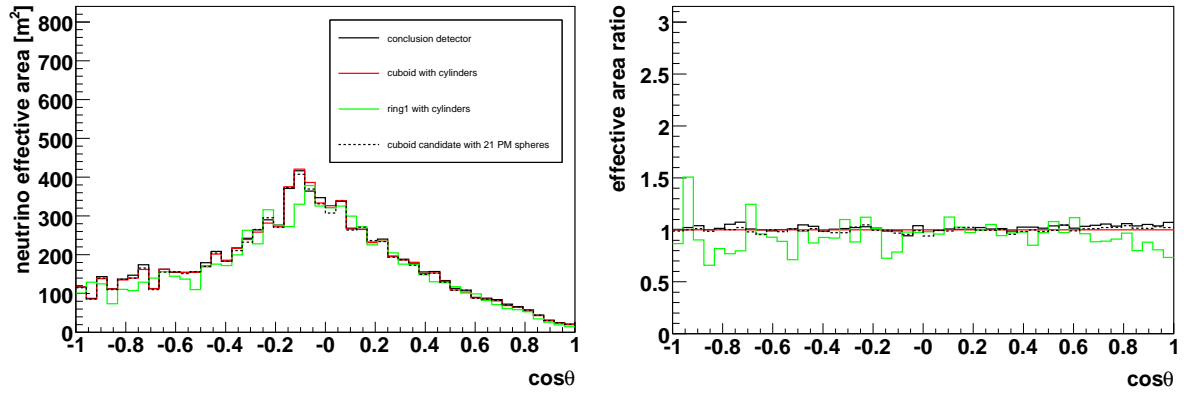 neutrino effective area [m²]
800
700
600
500
400
300
200
100
0
conclusion detector
cuboid with cylinders
ring1 with cylinders
cuboid candidate with 21 PM spheres
-1 -0.8 -0.6 -0.4 -0.2 -0 0.2 0.4 0.6 0.8 1
cosθ
effective area ratio
3
2.5
2
1.5
1
0.5
0
-1 -0.8 -0.6 -0.4 -0.2 -0 0.2 0.4 0.6 0.8 1
cosθ